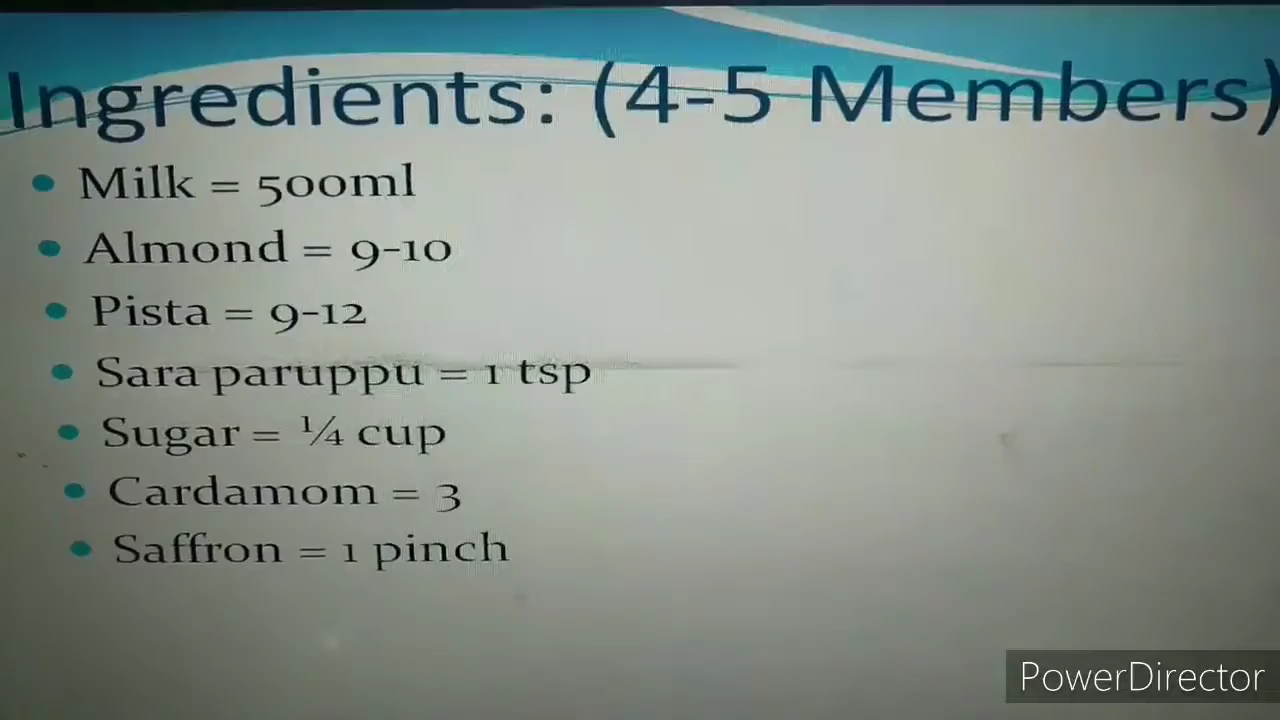 Ingredients: (4-5 Members)
• Milk = 500ml
• Almond = 9-10
• Pista = 9-12
• Sara paruppu = 1 tsp
• Sugar = ¼ cup
• Cardamom = 3
• Saffron = 1 pinch
PowerDirector